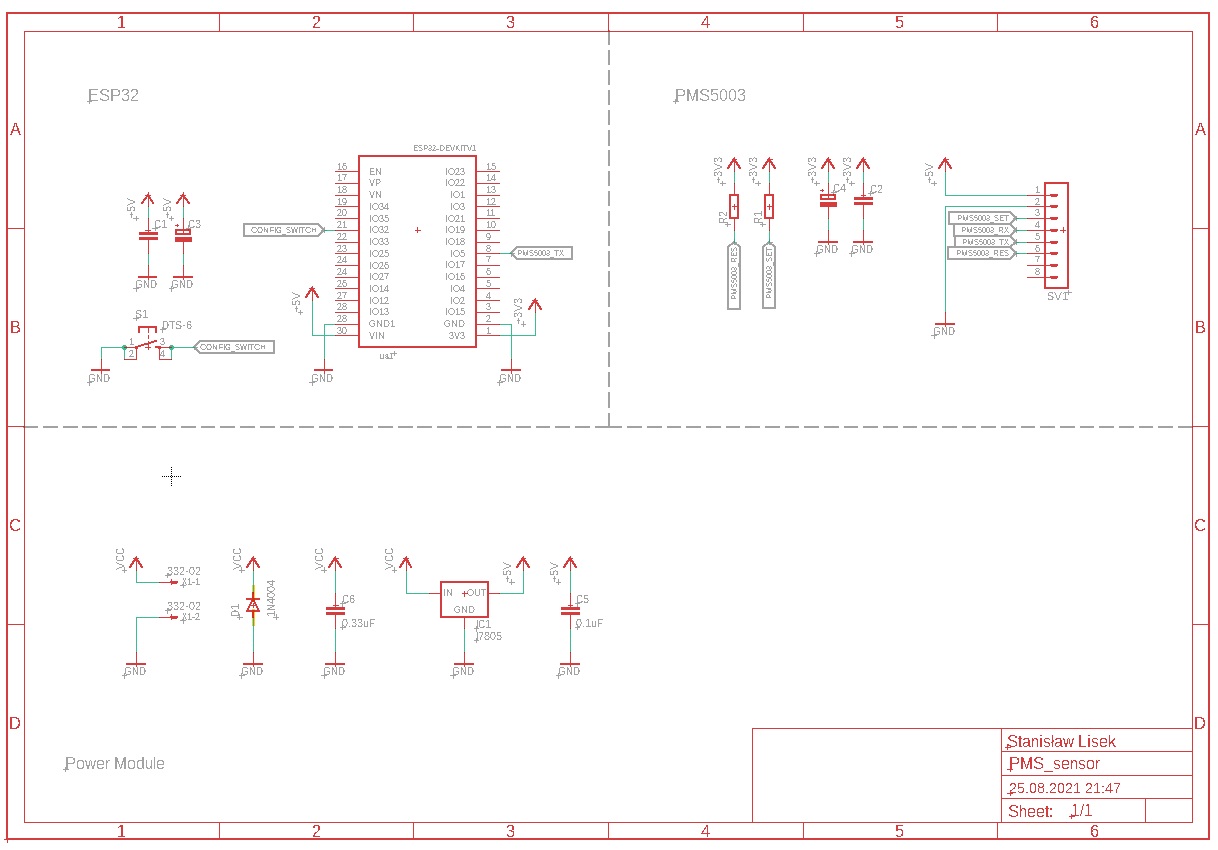 1 2 3 4 5 6
A A
B B
C C
D D
ESP32
PMS5003
ESP32-DEVKITV1
16 EN IO23 15
17 VP IO22 14
18 VN IO1 13
19 IO34 IO3 12
20 IO35 IO21 11
21 IO32 IO19 10
22 IO33 IO18 9
23 IO25 IO5 8
24 IO26 IO17 7
24 IO27 IO16 6
26 IO14 IO4 5
27 IO12 IO2 4
28 IO13 IO15 3
28 GND1 GND 2
30 VIN 3V3 1
CONFIG_SWITCH
PMS5003_TX
+5V +5V
C1 C3
GND GND
+5V
+3V3
GND
GND
S1
DTS-6
1 3
2 4
CONFIG_SWITCH
GND
+3V3 +3V3 +3V3 +3V3 +5V
R2 R1 C4 C2
PMS5003_RES
PMS5003_SET
GND GND
1
2
PMS5003_SET 3
PMS5003_RX 4
PMS5003_TX 5
PMS5003_RES 6
7
8
SV1
GND
VCC VCC VCC VCC +5V +5V
332-02
X1-1
332-02
X1-2
D1
1N4004
C6
0.33uF
IN OUT
GND
IC1
7805
C5
0.1uF
GND GND GND GND GND
Power Module
Stanisław Lisek
PMS_sensor
25.08.2021 21:47
Sheet: 1/1
1 2 3 4 5 6